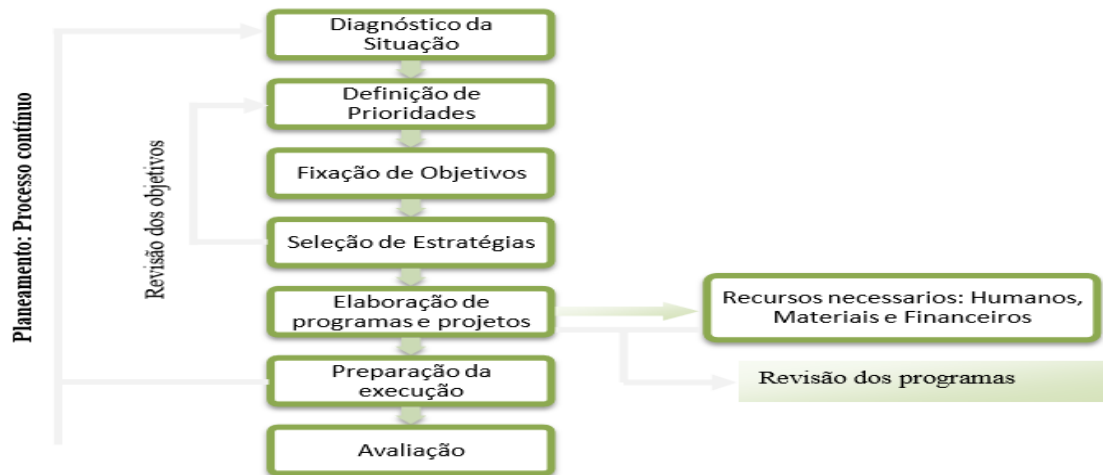 Diagnóstico da
Situação
Definição de
Prioridades
Fixação de Objetivos
Seleção de Estratégias
Elaboração de
programas e projetos
Preparação da
execução
Avaliação
Planeamento: Processo contínuo
Revisão dos objetivos
Recursos necessarios: Humanos,
Materiais e Financeiros
Revisão dos programas